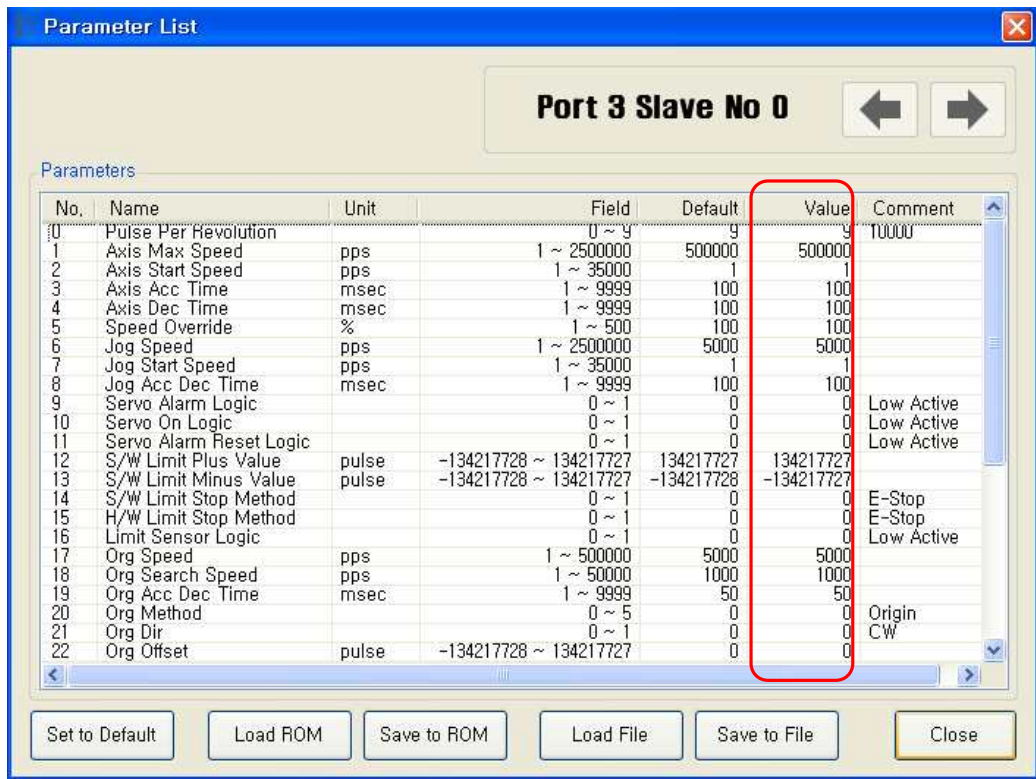 Parameter List
Port 3 Slave No 0
Parameters
No. Name Unit Field Default Value Comment
0 Pulse Per Revolution 0 ~ 9 9 9 10000
1 Axis Max Speed pps 1 ~ 2500000 500000 500000
2 Axis Start Speed pps 1 ~ 35000 1 1
3 Axis Acc Time msec 1 ~ 9999 100 100
4 Axis Dec Time msec 1 ~ 9999 100 100
5 Speed Override % 1 ~ 500 100 100
6 Jog Speed pps 1 ~ 2500000 5000 5000
7 Jog Start Speed pps 1 ~ 35000 1 1
8 Jog Acc Dec Time msec 1 ~ 9999 100 100
9 Servo Alarm Logic 0 ~ 1 0 0 Low Active
10 Servo On Logic 0 ~ 1 0 0 Low Active
11 Servo Alarm Reset Logic 0 ~ 1 0 0 Low Active
12 S/W Limit Plus Value pulse -134217728 ~ 134217727 134217727 134217727
13 S/W Limit Minus Value pulse -134217728 ~ 134217727 -134217728 -134217727
14 S/W Limit Stop Method 0 ~ 1 0 0 E-Stop
15 H/W Limit Stop Method 0 ~ 1 0 0 E-Stop
16 Limit Sensor Logic 0 ~ 1 0 0 Low Active
17 Org Speed pps 1 ~ 500000 5000 5000
18 Org Search Speed pps 1 ~ 50000 1000 1000
19 Org Acc Dec Time msec 1 ~ 9999 50 50
20 Org Method 0 ~ 5 0 0 Origin
21 Org Dir 0 ~ 1 0 0 CW
22 Org Offset pulse -134217728 ~ 134217727 0 0
Set to Default Load ROM Save to ROM Load File Save to File Close